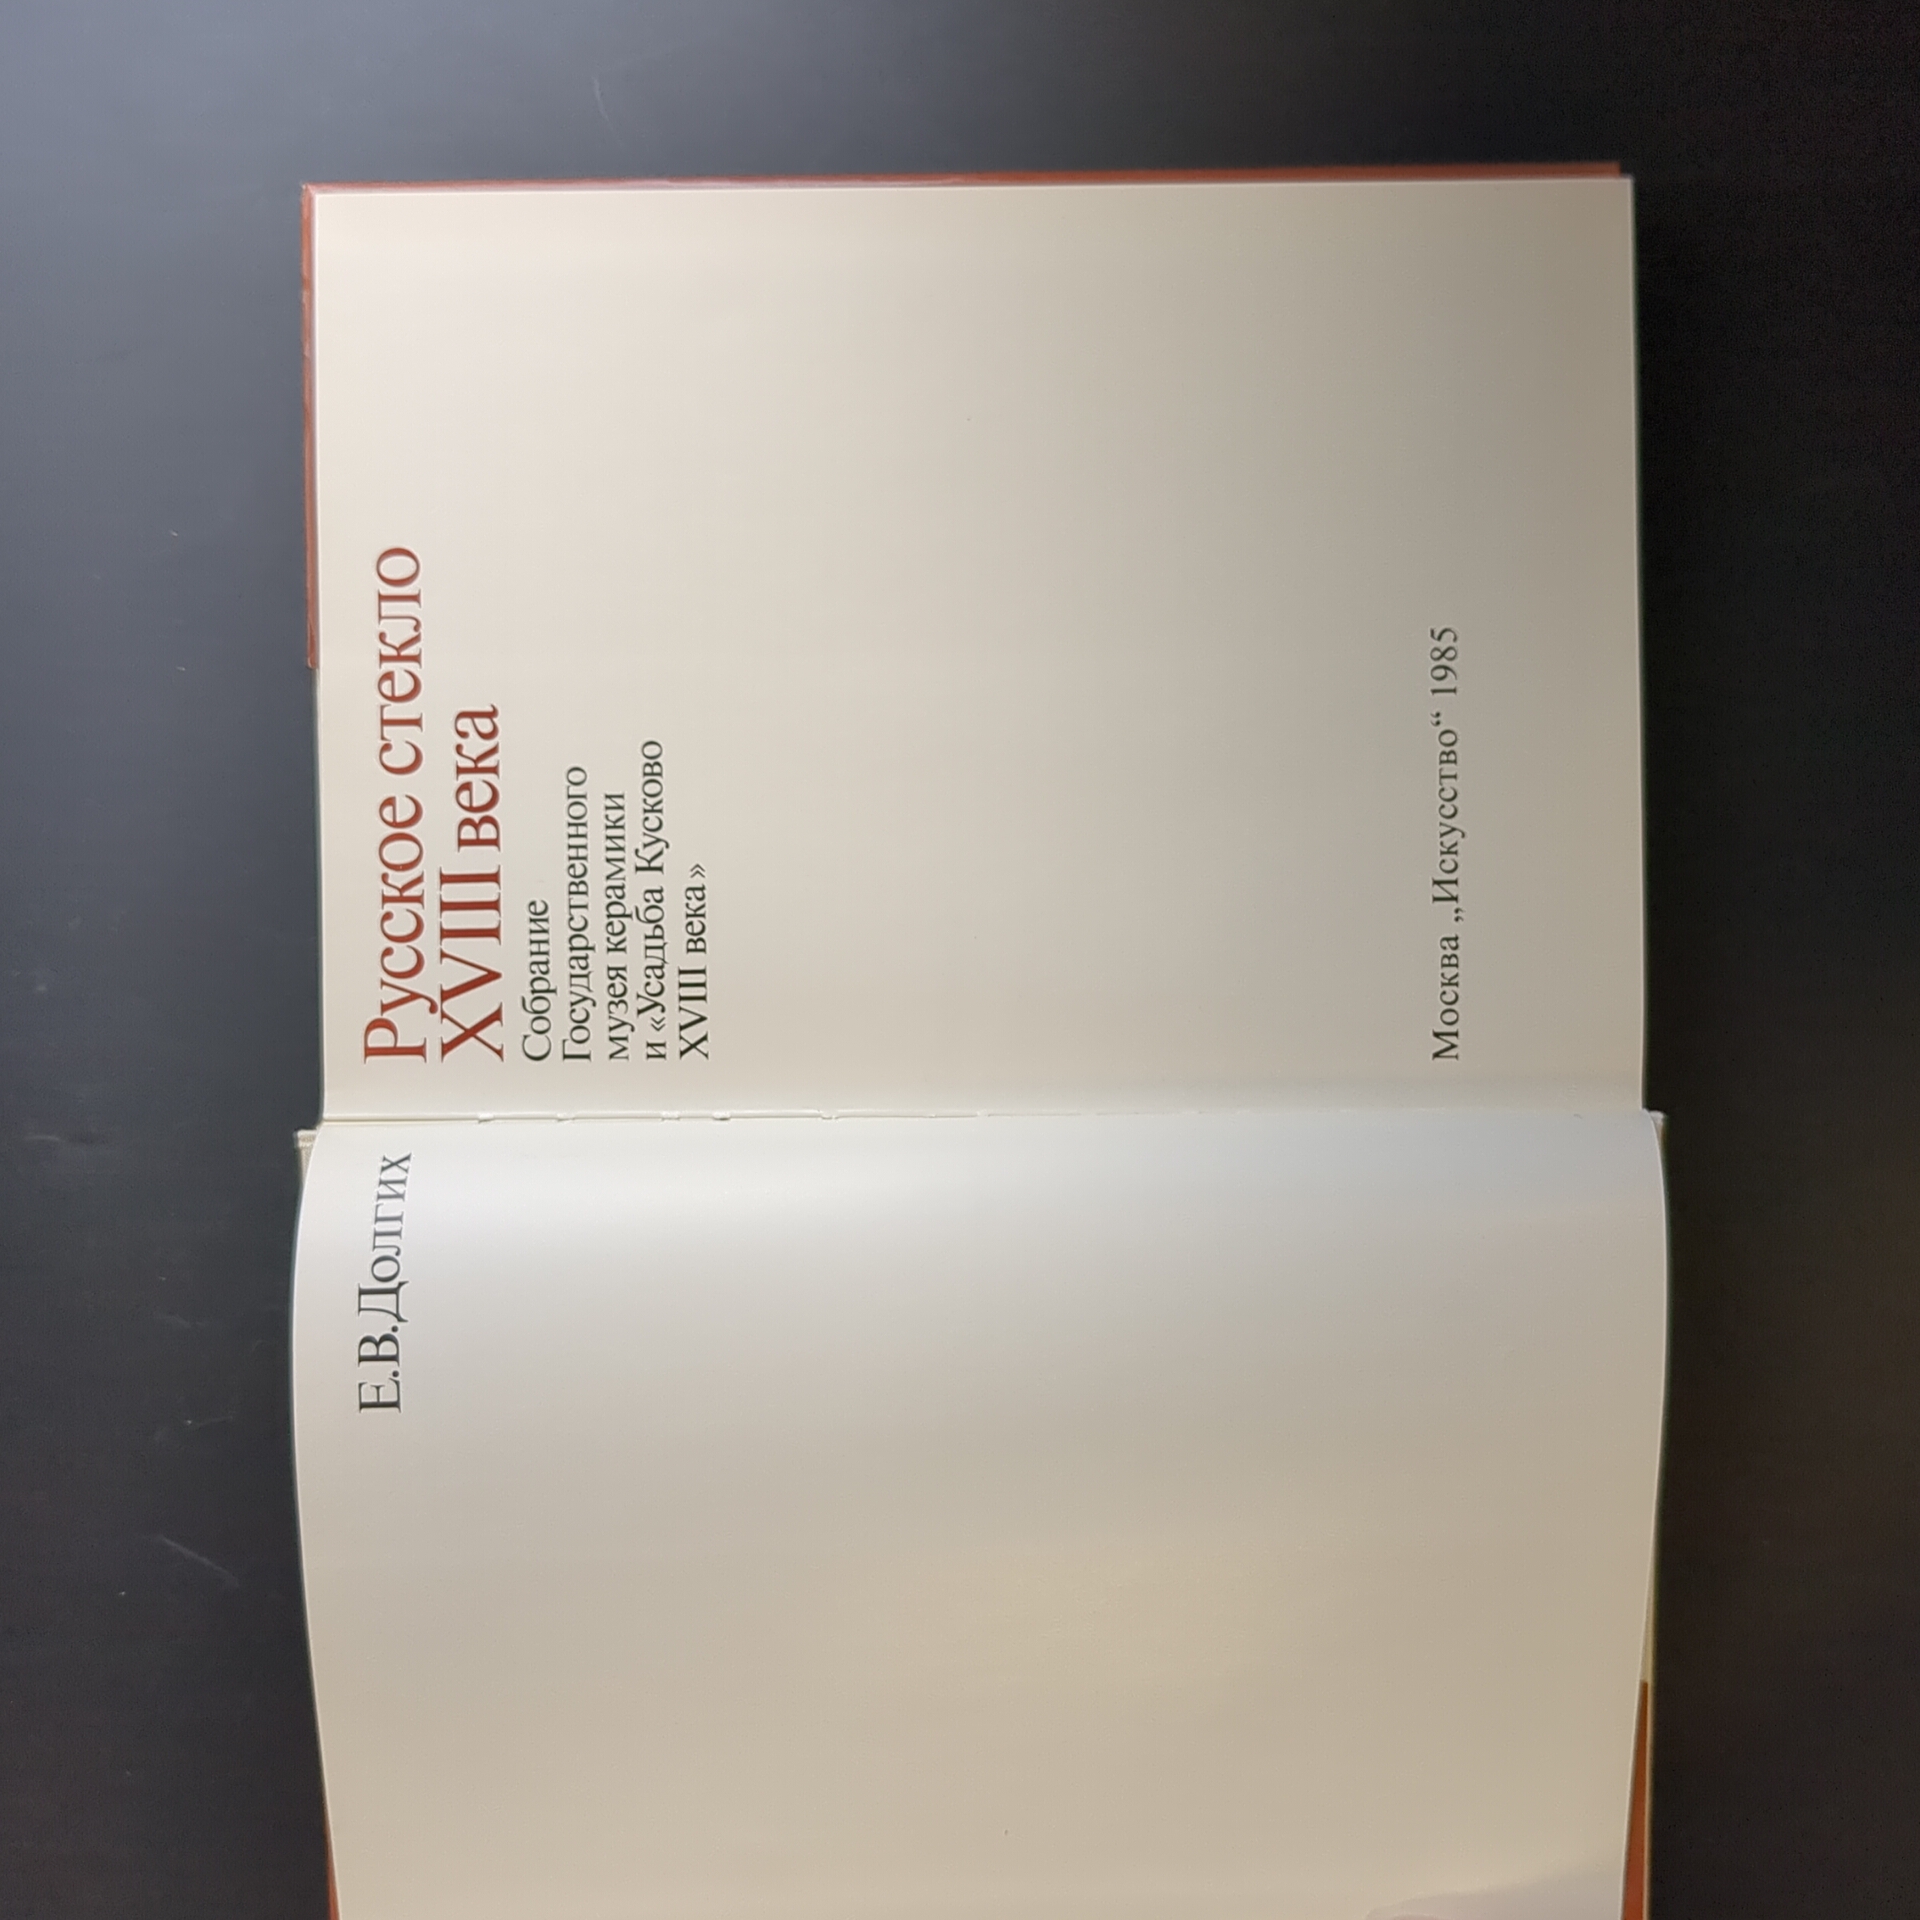 Е.В.Долгих
Русское стекло
XVIII века
Собрание
Государственного
музея керамики
и «Усадьба Кусково
XVIII века»
Москва „Искусство“ 1985